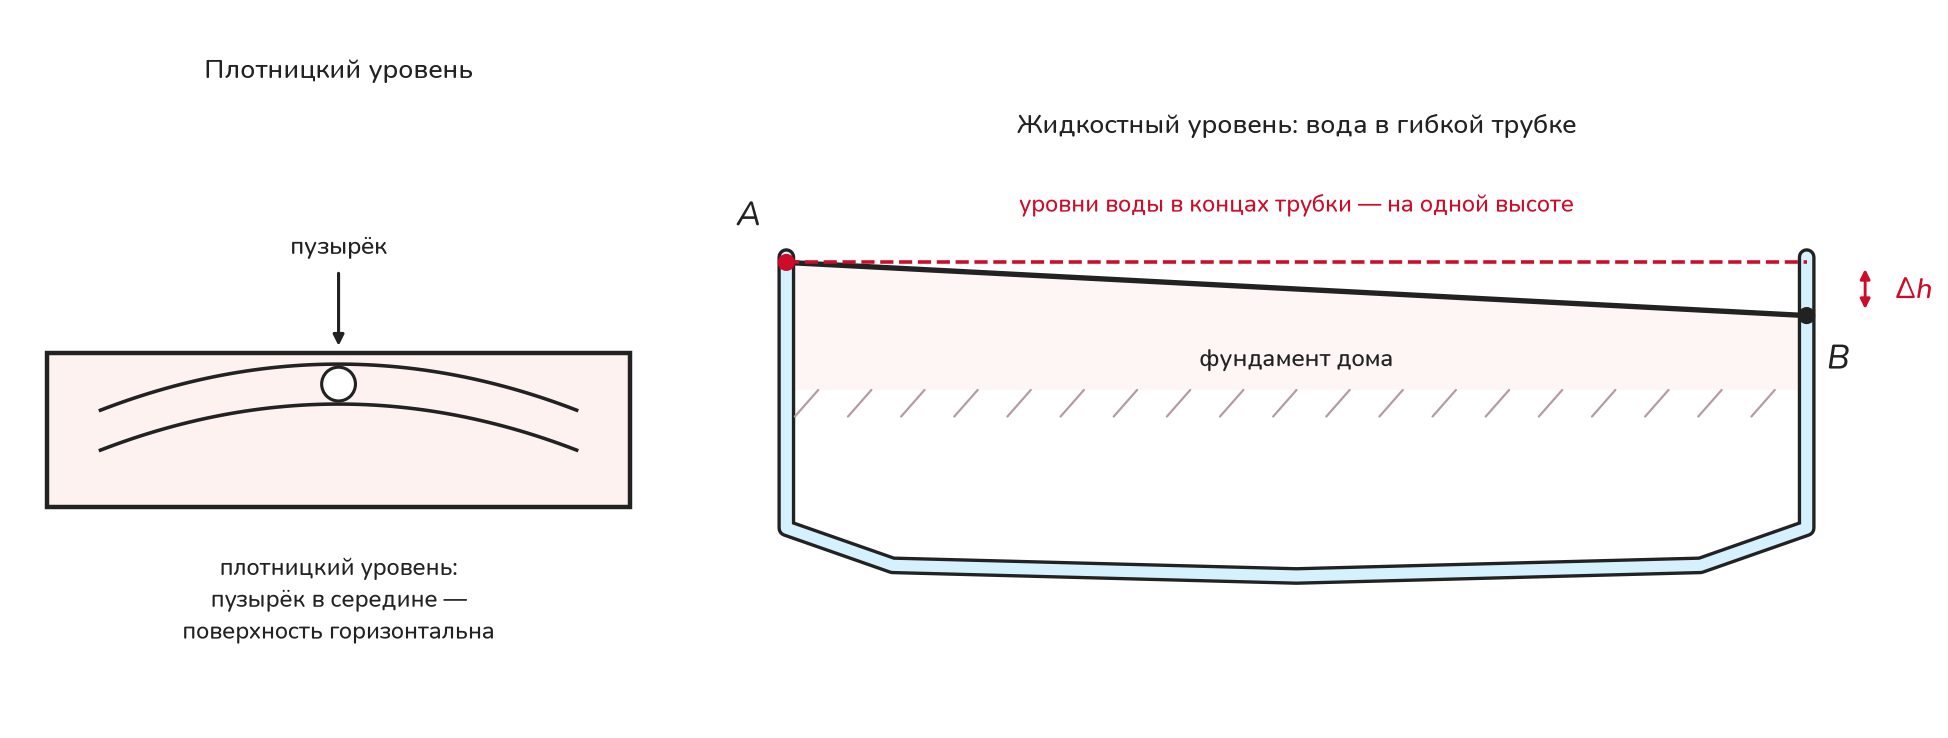 Плотницкий уровень
пузырёк
плотницкий уровень:
пузырёк в середине —
поверхность горизонтальна
Жидкостный уровень: вода в гибкой трубке
уровни воды в концах трубки — на одной высоте
A
Δh
фундамент дома
B